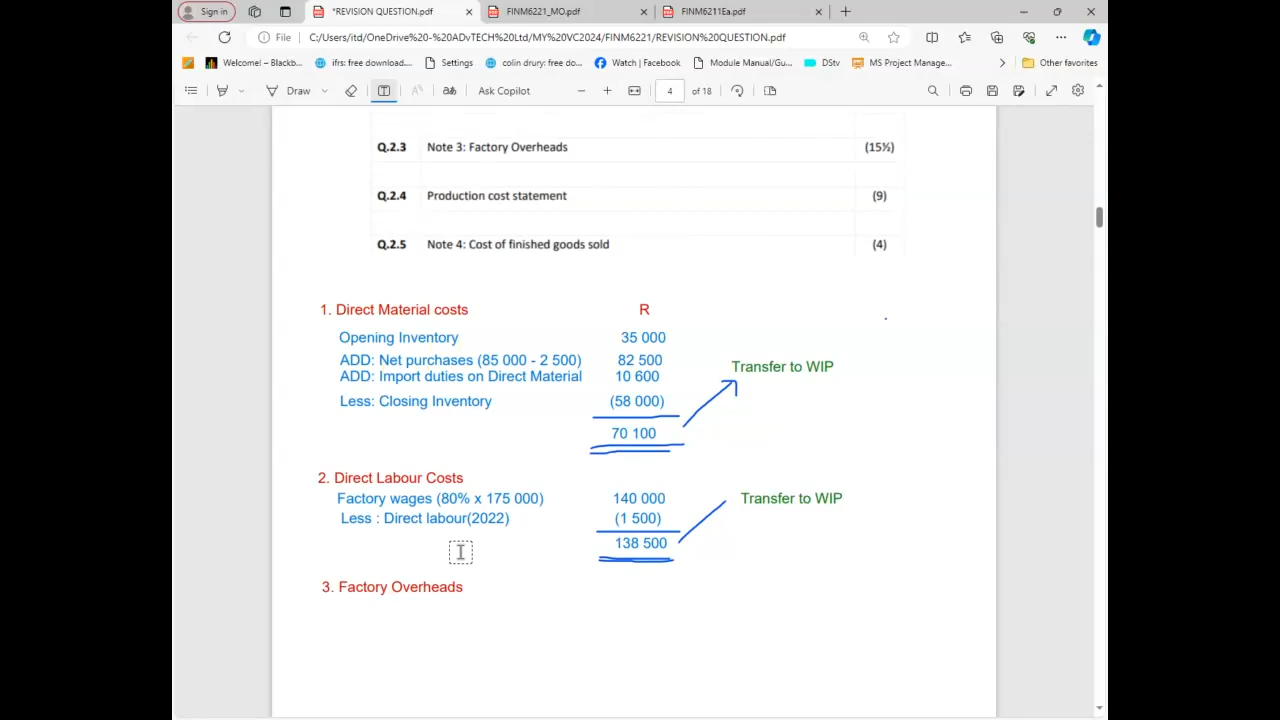 Sign in
*REVISION QUESTION.pdf
FINM6221_MO.pdf
FINM6211Ea.pdf
File C:/Users/itd/OneDrive%20-%20ADvTECH%20Ltd/MY%20VC2024/FINM6221/REVISION%20QUESTION.pdf
Welcome! – Blackb... ifrs: free download.... Settings colin drury: free do... Watch | Facebook Module Manual/Gu... DStv MS Project Manage... Other favorites
Draw Ask Copilot 4 of 18
Q.2.3 Note 3: Factory Overheads (15½)
Q.2.4 Production cost statement (9)
Q.2.5 Note 4: Cost of finished goods sold (4)
1. Direct Material costs R
Opening Inventory 35 000
ADD: Net purchases (85 000 - 2 500) 82 500
Transfer to WIP
ADD: Import duties on Direct Material 10 600
Less: Closing Inventory (58 000)
70 100
2. Direct Labour Costs
Factory wages (80% x 175 000) 140 000 Transfer to WIP
Less : Direct labour(2022) (1 500)
138 500
3. Factory Overheads